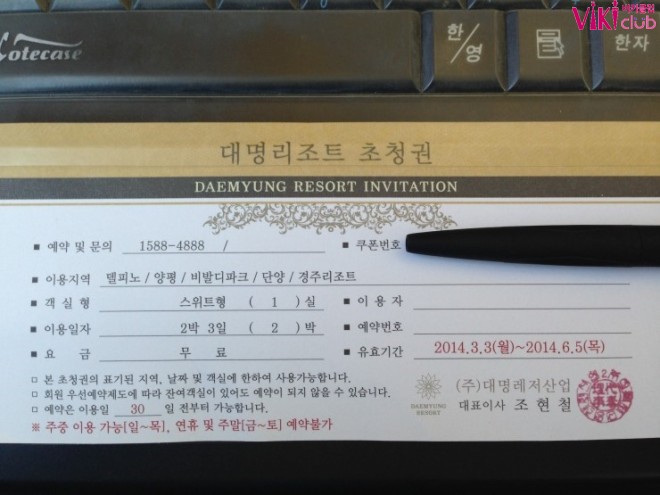 비키클럽
VIKI club
Notecase
한/영
한자
대명리조트 초청권
DAEMYUNG RESORT INVITATION
■ 예약 및 문의 1588-4888 / ■ 쿠폰번호
■ 이용지역 델피노 / 양평 / 비발디파크 / 단양 / 경주리조트
■ 객 실 형 스위트형 ( 1 ) 실 ■ 이 용 자
■ 이용일자 2박 3일 ( 2 ) 박 ■ 예약번호
■ 요 금 무 료 ■ 유효기간 2014.3.3(월)~2014.6.5(목)
□ 본 초청권의 표기된 지역, 날짜 및 객실에 한하여 사용가능합니다.
□ 회원 우선예약제도에 따라 잔여객실이 있어도 예약이 되지 않을 수 있습니다.
□ 예약은 이용일 30 일 전부터 가능합니다.
※ 주중 이용 가능[일~목], 연휴 및 주말[금~토] 예약불가
DAEMYUNG RESORT
(주)대명레저산업
대표이사 조현철